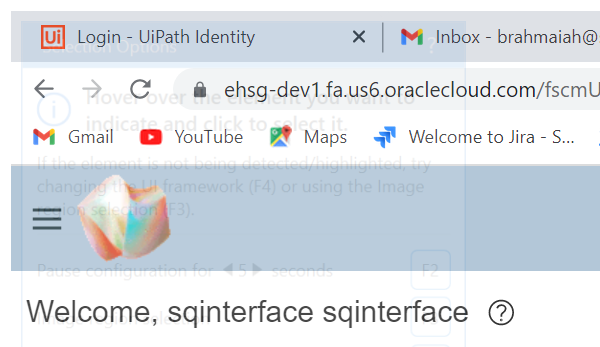 Ui Login - UiPath Identity × Inbox - brahmaiah@
Selection Options ?
ehsg-dev1.fa.us6.oraclecloud.com/fscmU
Hover over the element you want to
indicate and click to select it.
Gmail YouTube Maps Welcome to Jira - S...
If the element is not being detected/highlighted, try
changing the UI framework (F4) or using the Image
region selection (F3).
Pause configuration for 5 seconds F2
Welcome, sqinterface sqinterface ?